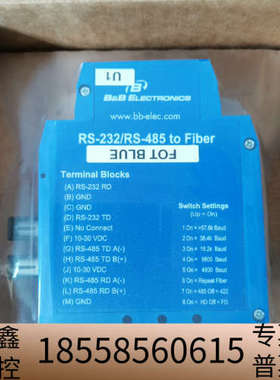 U1
B&B ELECTRONICS
www.bb-elec.com
RS-232/RS-485 to Fiber
FOT BLUE
Terminal Blocks
(A) RS-232 RD
(B) GND
(C) GND
(D) RS-232 TD
(E) No Connect
(F) 10-30 VDC
(G) RS-485 TD A(-)
(H) RS-485 TD B(+)
(J) 10-30 VDC
(K) RS-485 RD A(-)
(L) RS-485 RD B(+)
(M) GND
Switch Settings
(Up = On)
1 On = 57.6k Baud
2 On = 38.4k Baud
3 On = 19.2k Baud
4 On = 9600 Baud
5 On = 4800 Baud
6 On = Repeat Fiber
7 On = 485 Off = 422
8 On = HD Off = FD
鑫
控
18558560615
专